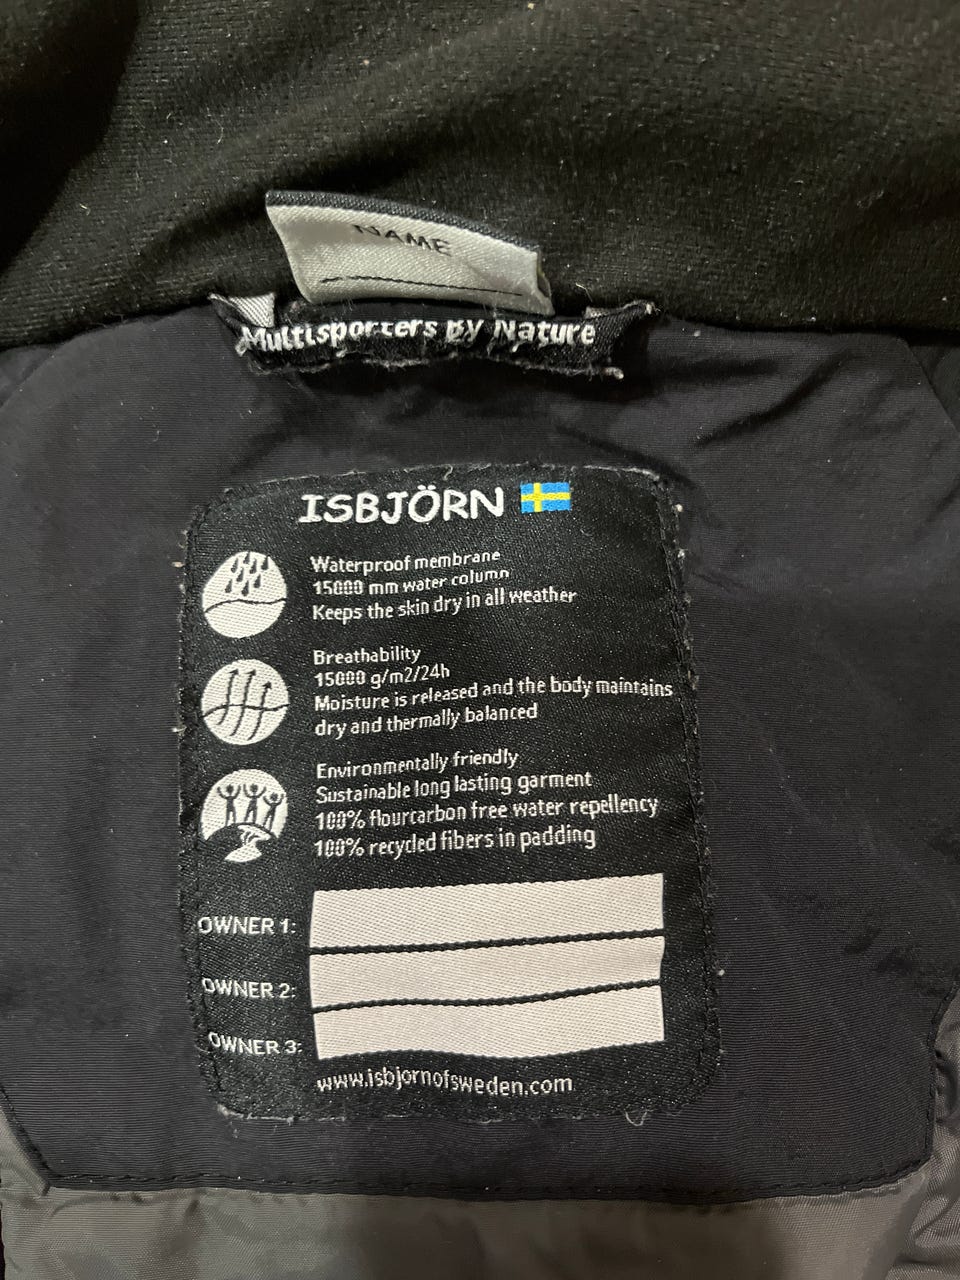 NAME
Multisporters By Nature
ISBJÖRN
Waterproof membrane
15000 mm water column
Keeps the skin dry in all weather
Breathability
15000 g/m2/24h
Moisture is released and the body maintains
dry and thermally balanced
Environmentally friendly
Sustainable long lasting garment
100% flourcarbon free water repellency
100% recycled fibers in padding
OWNER 1:
OWNER 2:
OWNER 3:
www.isbjornofsweden.com